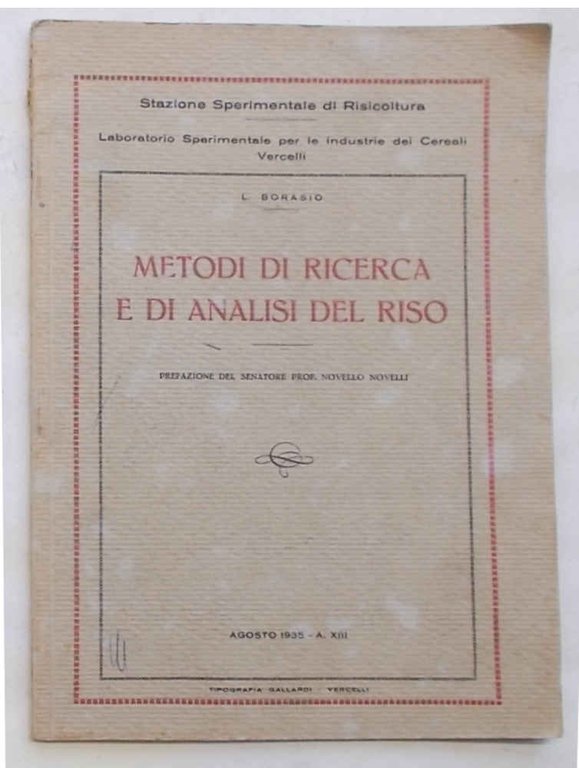 Stazione Sperimentale di Risicoltura
Laboratorio Sperimentale per le Industrie dei Cereali
Vercelli
L. BORASIO
METODI DI RICERCA
E DI ANALISI DEL RISO
PREFAZIONE DEL SENATORE PROF. NOVELLO NOVELLI
AGOSTO 1935 - A. XIII
TIPOGRAFIA GALLARDI VERCELLI